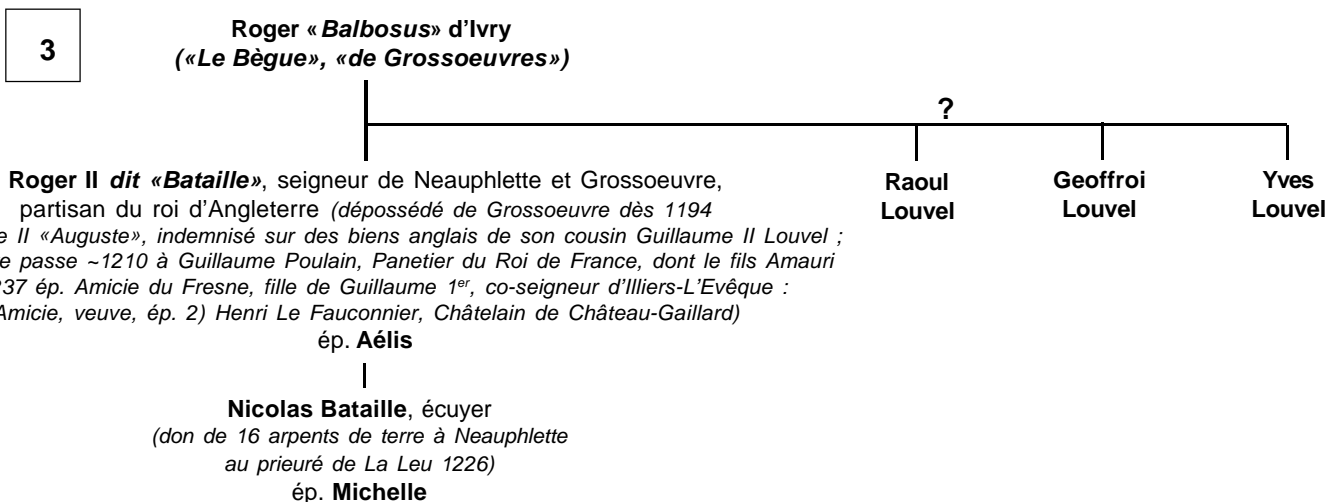 3
Roger «Balbosus» d’Ivry
(«Le Bègue», «de Grossoeuvres»)
?
Roger II dit «Bataille», seigneur de Neauphlette et Grossoeuvre,
partisan du roi d’Angleterre (dépossédé de Grossoeuvre dès 1194
e II «Auguste», indemnisé sur des biens anglais de son cousin Guillaume II Louvel ;
e passe ~1210 à Guillaume Poulain, Panetier du Roi de France, dont le fils Amauri
37 ép. Amicie du Fresne, fille de Guillaume 1er, co-seigneur d’Illiers-L’Evêque :
Amicie, veuve, ép. 2) Henri Le Fauconnier, Châtelain de Château-Gaillard)
ép. Aélis
Raoul
Louvel
Geoffroi
Louvel
Yves
Louvel
Nicolas Bataille, écuyer
(don de 16 arpents de terre à Neauphlette
au prieuré de La Leu 1226)
ép. Michelle